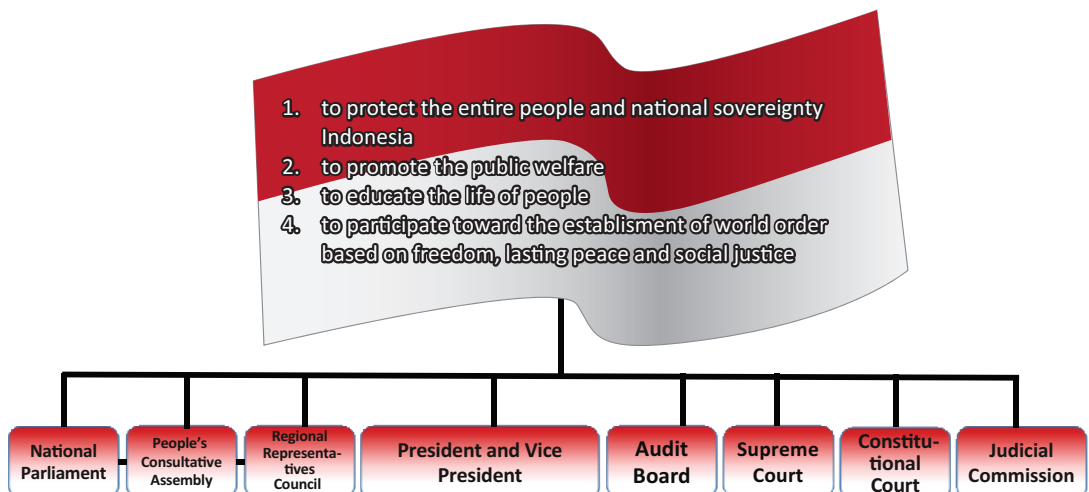 1. to protect the entire people and national sovereignty
Indonesia
2. to promote the public welfare
3. to educate the life of people
4. to participate toward the establisment of world order
based on freedom, lasting peace and social justice
National
Parliament
People's
Consultative
Assembly
Regional
Representa-
tives
Council
President and Vice
President
Audit
Board
Supreme
Court
Constitu-
tional
Court
Judicial
Commission